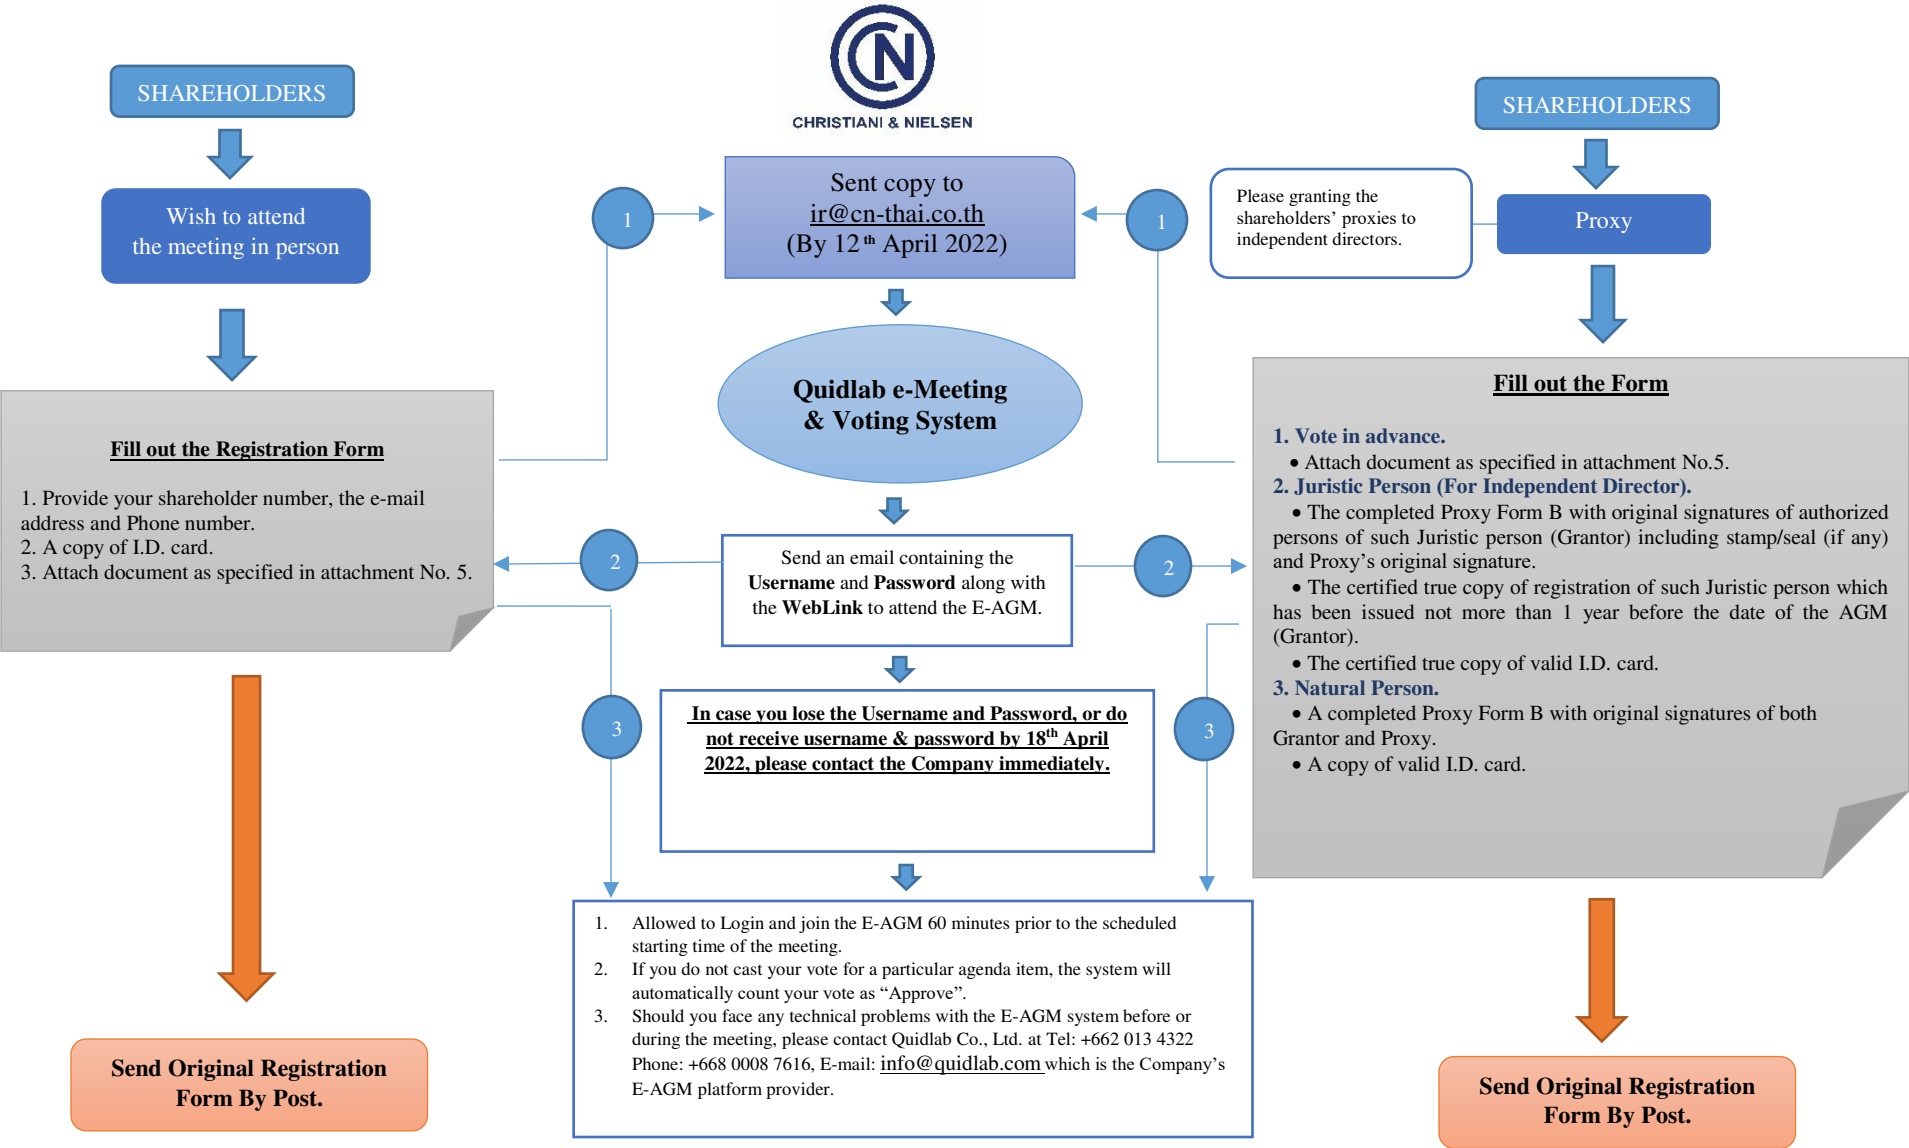 CN
CHRISTIANI & NIELSEN
SHAREHOLDERS
Wish to attend
the meeting in person
Fill out the Registration Form
1. Provide your shareholder number, the e-mail
address and Phone number.
2. A copy of I.D. card.
3. Attach document as specified in attachment No. 5.
Send Original Registration
Form By Post.
1
2
3
Sent copy to
ir@cn-thai.co.th
(By 12 th April 2022)
Quidlab e-Meeting
& Voting System
Send an email containing the
Username and Password along with
the WebLink to attend the E-AGM.
In case you lose the Username and Password, or do
not receive username & password by 18th April
2022, please contact the Company immediately.
1. Allowed to Login and join the E-AGM 60 minutes prior to the scheduled
starting time of the meeting.
2. If you do not cast your vote for a particular agenda item, the system will
automatically count your vote as “Approve”.
3. Should you face any technical problems with the E-AGM system before or
during the meeting, please contact Quidlab Co., Ltd. at Tel: +662 013 4322
Phone: +668 0008 7616, E-mail: info@quidlab.com which is the Company’s
E-AGM platform provider.
1
2
3
SHAREHOLDERS
Please granting the
shareholders’ proxies to
independent directors.
Proxy
Fill out the Form
1. Vote in advance.
• Attach document as specified in attachment No.5.
2. Juristic Person (For Independent Director).
• The completed Proxy Form B with original signatures of authorized
persons of such Juristic person (Grantor) including stamp/seal (if any)
and Proxy’s original signature.
• The certified true copy of registration of such Juristic person which
has been issued not more than 1 year before the date of the AGM
(Grantor).
• The certified true copy of valid I.D. card.
3. Natural Person.
• A completed Proxy Form B with original signatures of both
Grantor and Proxy.
• A copy of valid I.D. card.
Send Original Registration
Form By Post.